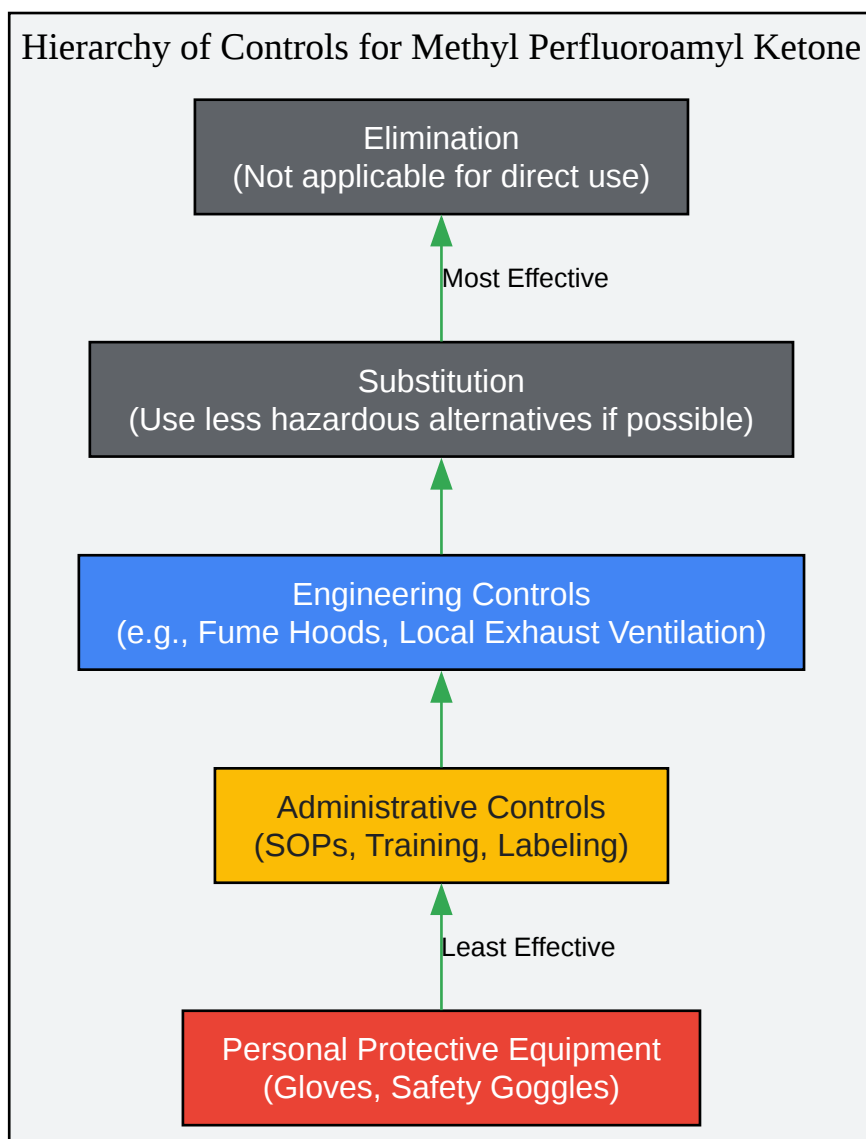 Hierarchy of Controls for Methyl Perfluoroamyl Ketone
Elimination
(Not applicable for direct use)
Most Effective
Substitution
(Use less hazardous alternatives if possible)
Engineering Controls
(e.g., Fume Hoods, Local Exhaust Ventilation)
Administrative Controls
(SOPs, Training, Labeling)
Least Effective
Personal Protective Equipment
(Gloves, Safety Goggles)